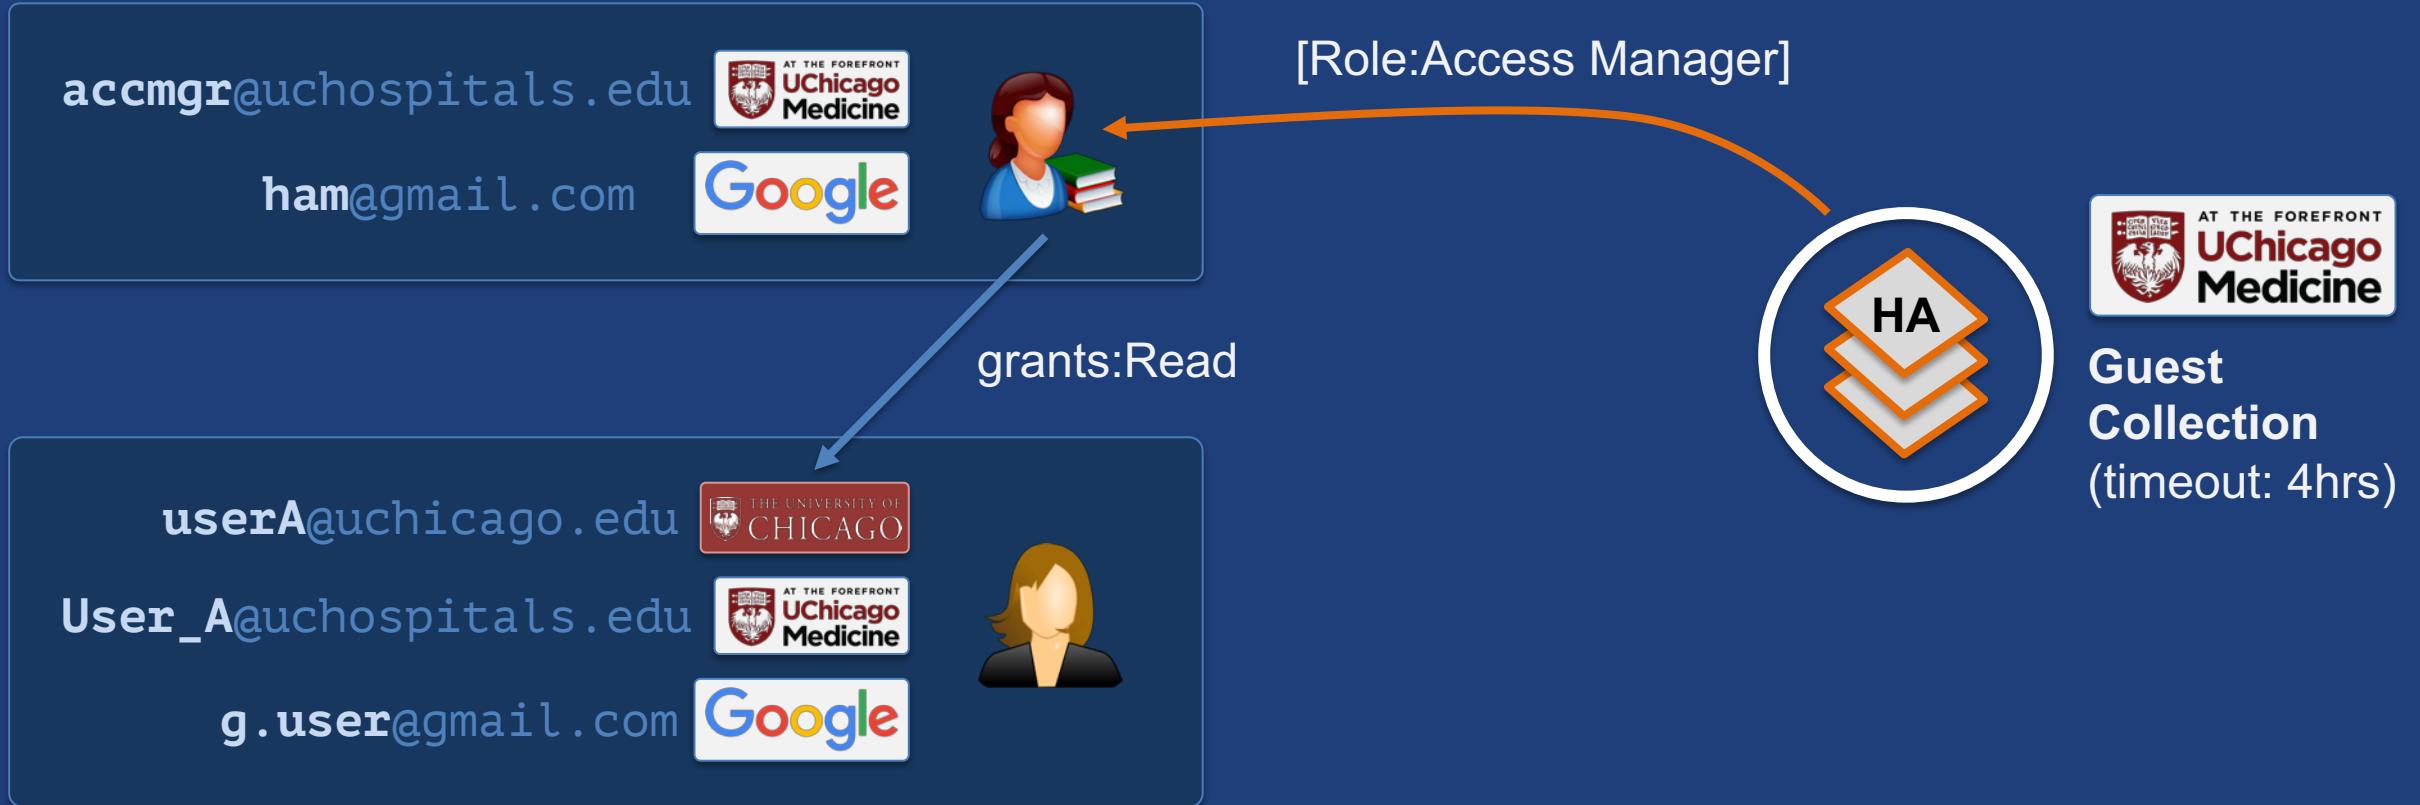 accmgr@uchospitals.edu
AT THE FOREFRONT
UChicago
Medicine
ham@gmail.com
Google
[Role:Access Manager]
grants:Read
HA
AT THE FOREFRONT
UChicago
Medicine
Guest
Collection
(timeout: 4hrs)
userA@uchicago.edu
THE UNIVERSITY OF
CHICAGO
User_A@uchospitals.edu
AT THE FOREFRONT
UChicago
Medicine
g.user@gmail.com
Google